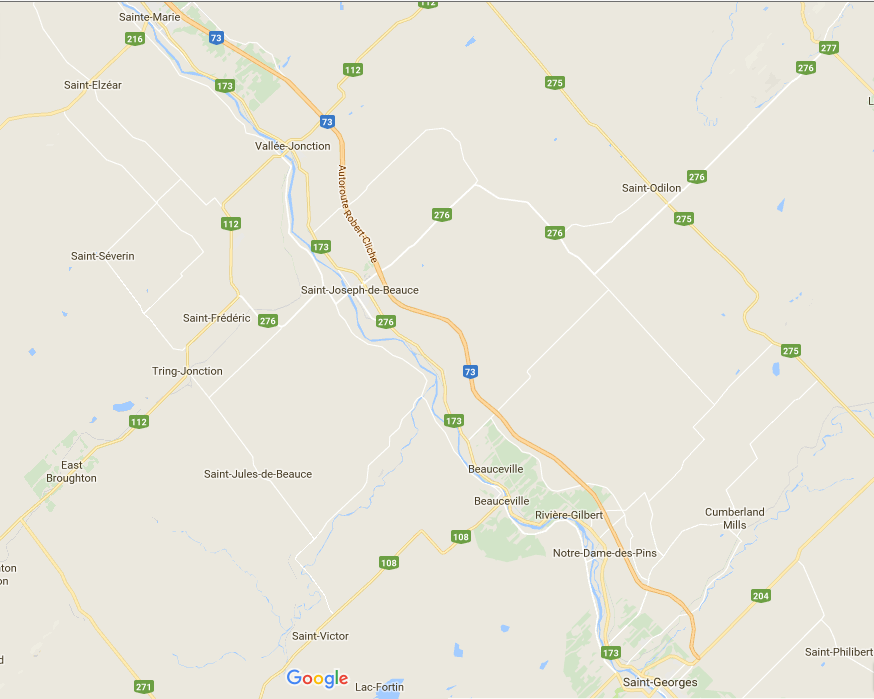 112
Sainte-Marie
216
73
277
276
112
173
275
Saint-Elzéar
L
73
Vallée-Jonction
276
Saint-Odilon
Autoroute Robert-Cliche
276
275
112
276
173
Saint-Séverin
Saint-Joseph-de-Beauce
Saint-Frédéric
276
276
275
Tring-Jonction
73
112
173
East
Broughton
Beauceville
Saint-Jules-de-Beauce
Beauceville
Rivière-Gilbert
Cumberland
Mills
108
Notre-Dame-des-Pins
108
nton
on
204
Saint-Victor
173
Saint-Philibert
d
Google
Saint-Georges
271
Lac-Fortin